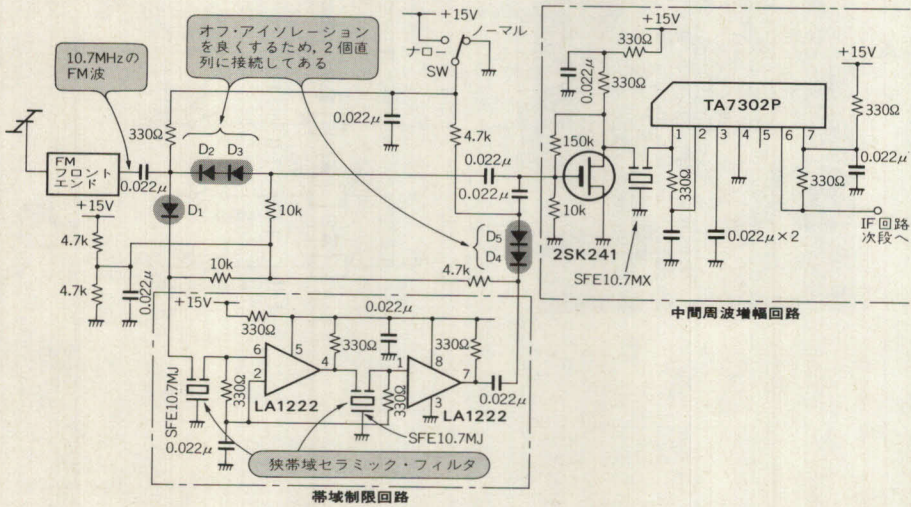 10.7MHzの
FM波
オフ・アイソレーション
を良くするため,2個直
列に接続してある
+15V
ナロー
ノーマル
SW
330Ω
D₂ D₃
0.022μ
4.7k
FM
フロント
エンド
0.022μ
D₁
+15V
4.7k
4.7k
0.022μ
10k
10k
0.022μ
0.022μ
D₅
D₄
4.7k
+15V
330Ω
0.022μ
330Ω
150k
10k
2SK241
SFE10.7MX
TA7302P
1 2 3 4 5 6 7
330Ω
0.022μ×2
+15V
330Ω
0.022μ
330Ω
IF回路
次段へ
中間周波増幅回路
+15V
330Ω
SFE10.7MJ
330Ω
0.022μ
6
2
5
4
LA1222
330Ω
0.022μ
SFE10.7MJ
330Ω
1
8
7
3
LA1222
330Ω
0.022μ
狭帯域セラミック・フィルタ
帯域制限回路